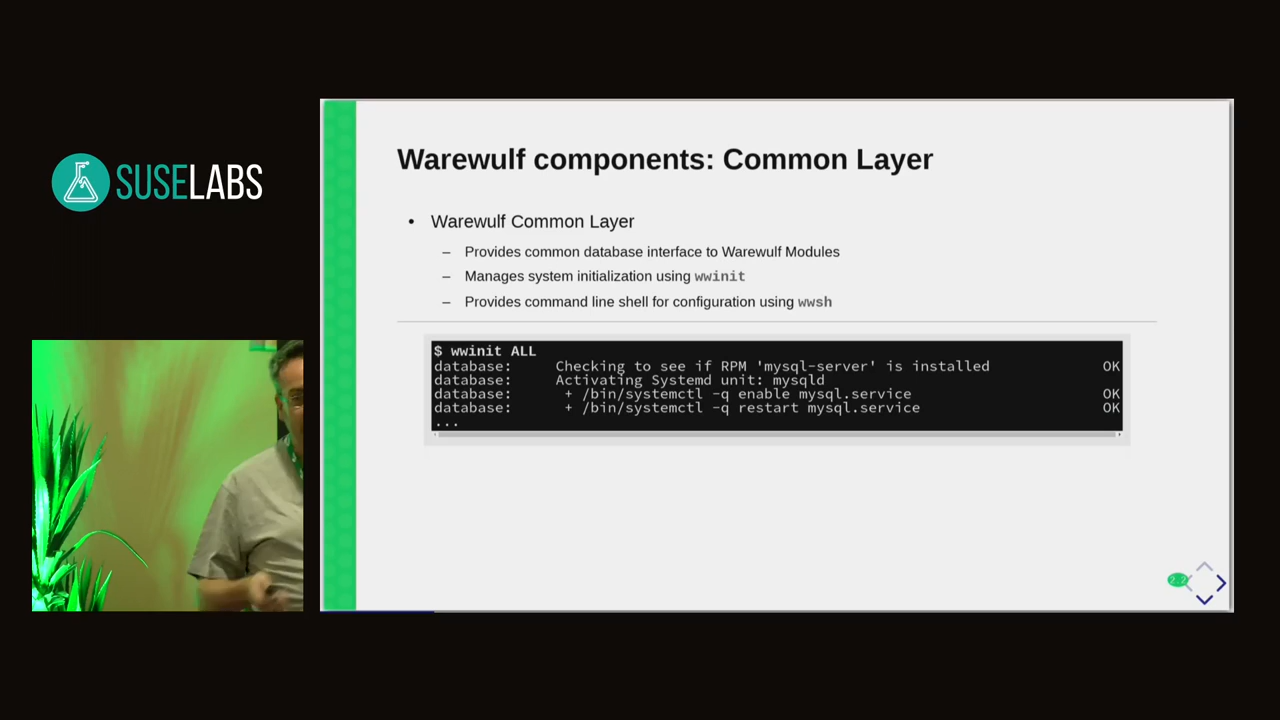 SUSELABS
Warewulf components: Common Layer
• Warewulf Common Layer
– Provides common database interface to Warewulf Modules
– Manages system initialization using wwinit
– Provides command line shell for configuration using wwsh
$ wwinit ALL
database: Checking to see if RPM 'mysql-server' is installed OK
database: Activating Systemd unit: mysqld
database: + /bin/systemctl -q enable mysql.service OK
database: + /bin/systemctl -q restart mysql.service OK
...